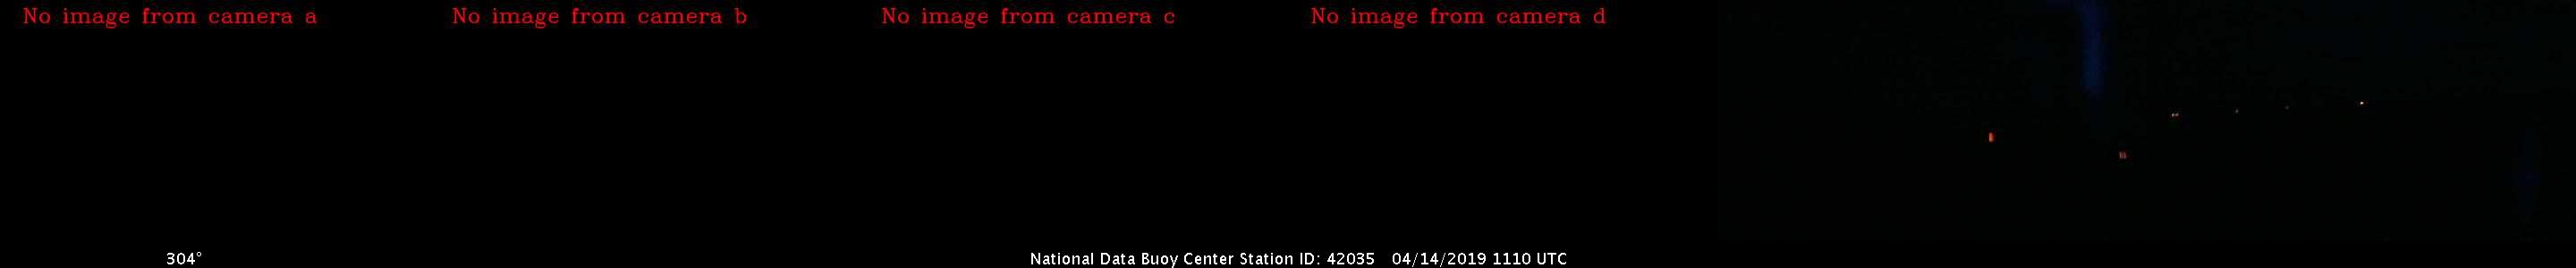 No image from camera a
No image from camera b
No image from camera c
No image from camera d
304°
National Data Buoy Center Station ID: 42035 04/14/2019 1110 UTC